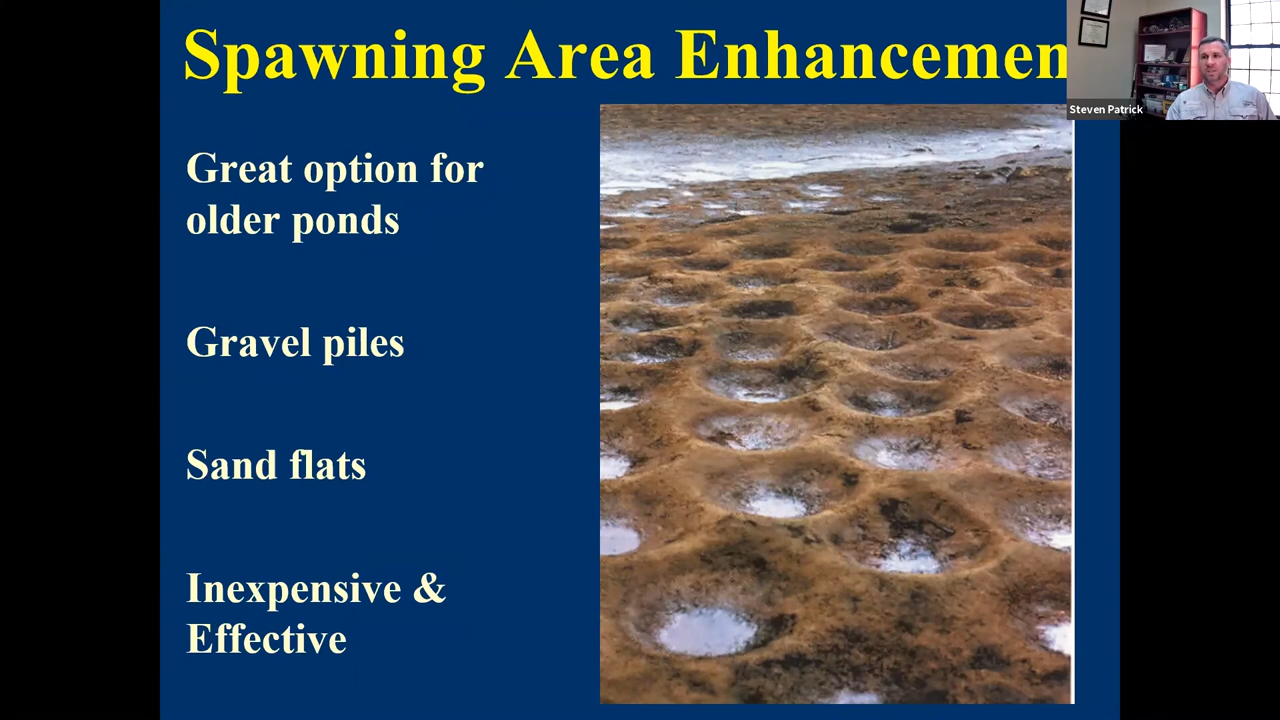 Spawning Area Enhancemen
Steven Patrick
Great option for
older ponds
Gravel piles
Sand flats
Inexpensive &
Effective